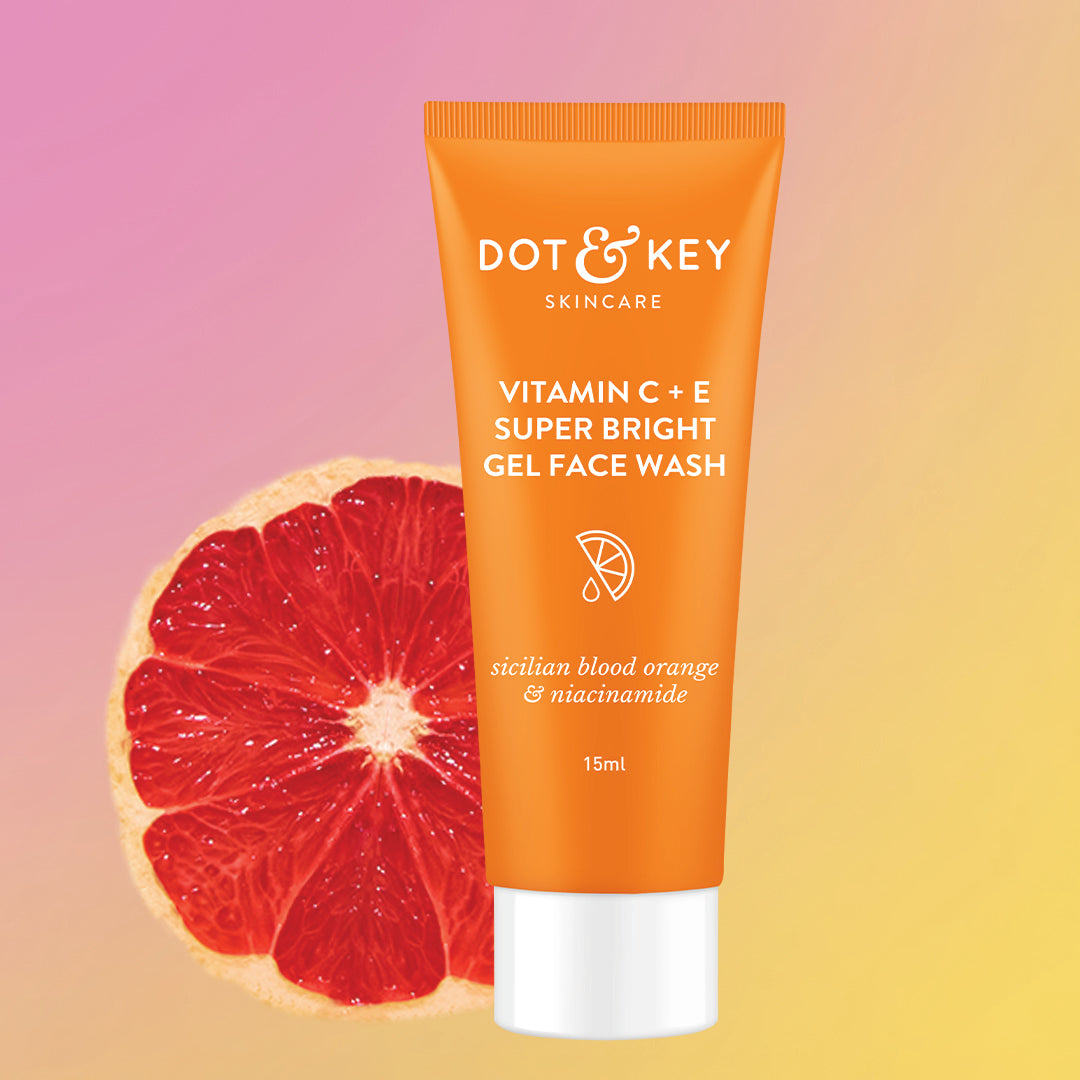 DOT & KEY
SKINCARE
VITAMIN C + E
SUPER BRIGHT
GEL FACE WASH
sicilian blood orange
& niacinamide
15ml